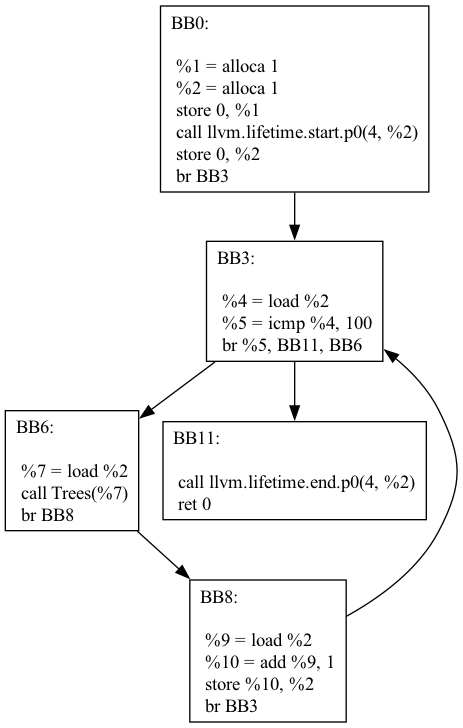 BB0:
%1 = alloca 1
%2 = alloca 1
store 0, %1
call llvm.lifetime.start.p0(4, %2)
store 0, %2
br BB3
BB3:
%4 = load %2
%5 = icmp %4, 100
br %5, BB11, BB6
BB6:
%7 = load %2
call Trees(%7)
br BB8
BB11:
call llvm.lifetime.end.p0(4, %2)
ret 0
BB8:
%9 = load %2
%10 = add %9, 1
store %10, %2
br BB3